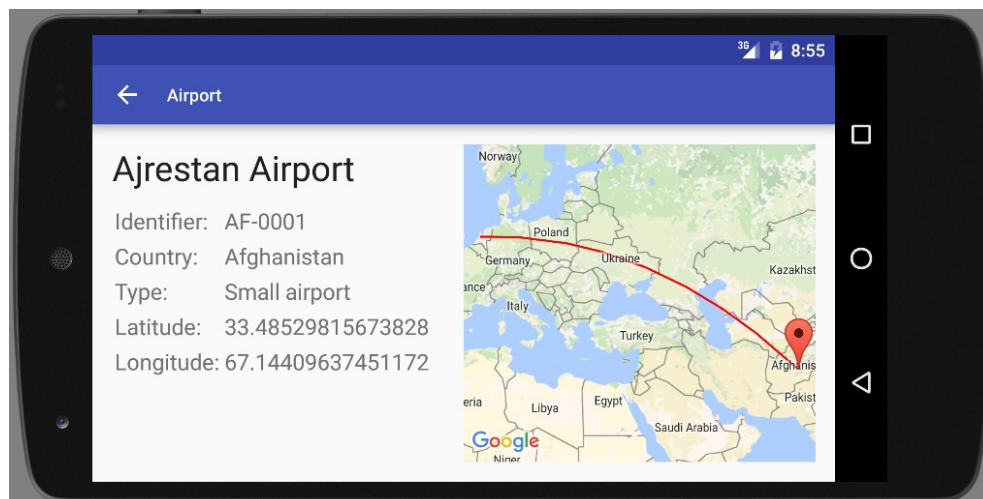 3G 8:55
Airport
Ajrestan Airport
Identifier: AF-0001
Country: Afghanistan
Type: Small airport
Latitude: 33.48529815673828
Longitude: 67.14409637451172
Norway
Poland
Germany
Ukraine
Kazakhst
ance
Italy
Turkey
Afghanis
Pakist
eria
Libya
Egypt
Saudi Arabia
Google
Niger